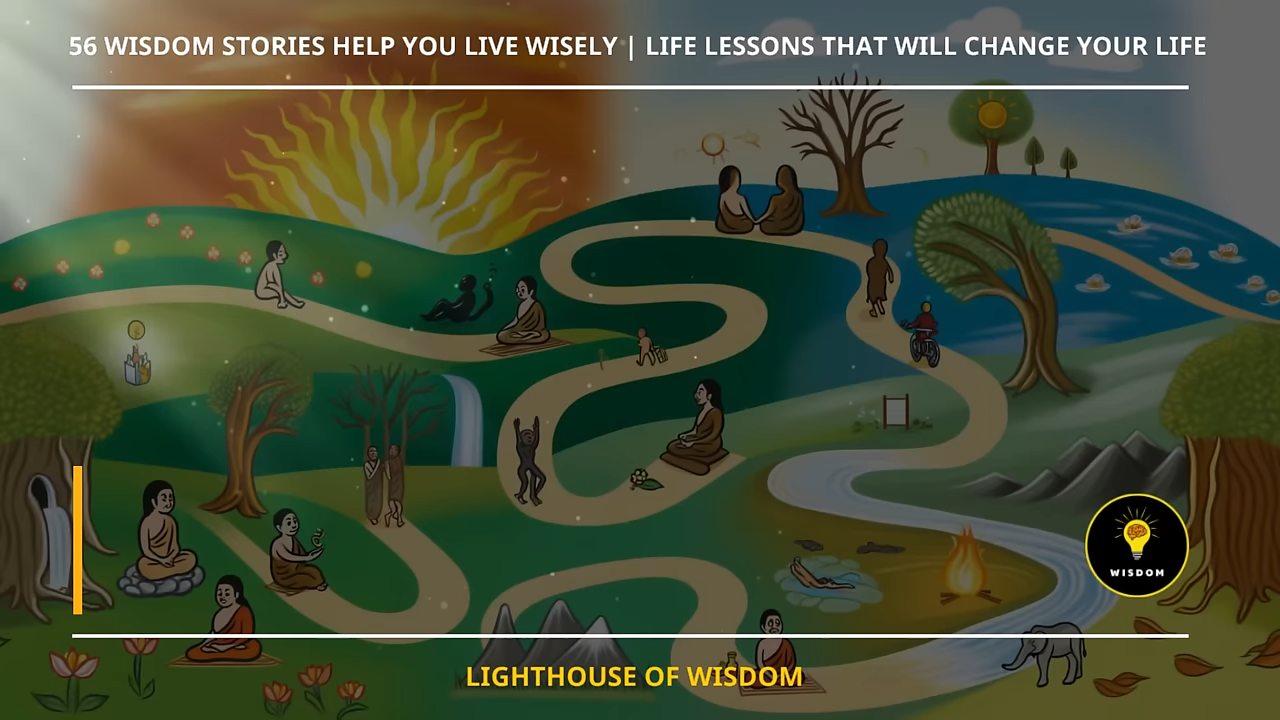 56 WISDOM STORIES HELP YOU LIVE WISELY | LIFE LESSONS THAT WILL CHANGE YOUR LIFE
WISDOM
LIGHTHOUSE OF WISDOM